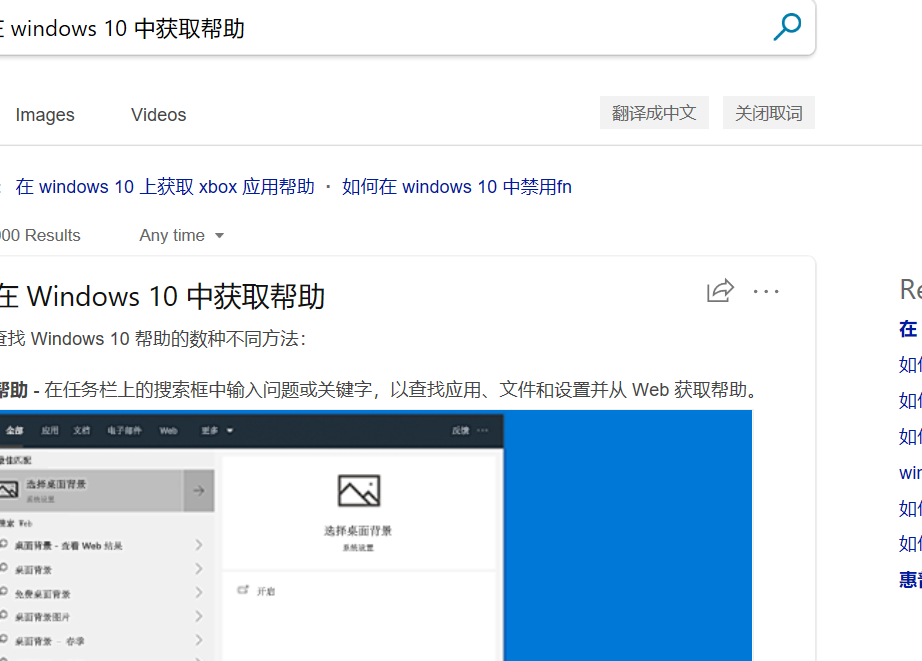 windows 10 中获取帮助
Images Videos 翻译成中文 关闭取词
在 windows 10 上获取 xbox 应用帮助 · 如何在 windows 10 中禁用fn
00 Results Any time
在 Windows 10 中获取帮助
查找 Windows 10 帮助的数种不同方法：
帮助 - 在任务栏上的搜索框中输入问题或关键字，以查找应用、文件和设置并从 Web 获取帮助。
全部 应用 文档 电子邮件 Web 更多 反馈 ···
最佳匹配
选择桌面背景
系统设置
搜索 Web
桌面背景 - 查看 Web 结果
桌面背景
免费桌面背景
桌面背景图片
桌面背景 - 春季
选择桌面背景
系统设置
开启
Re
在
如何
如何
如何
win
如何
如何
惠普